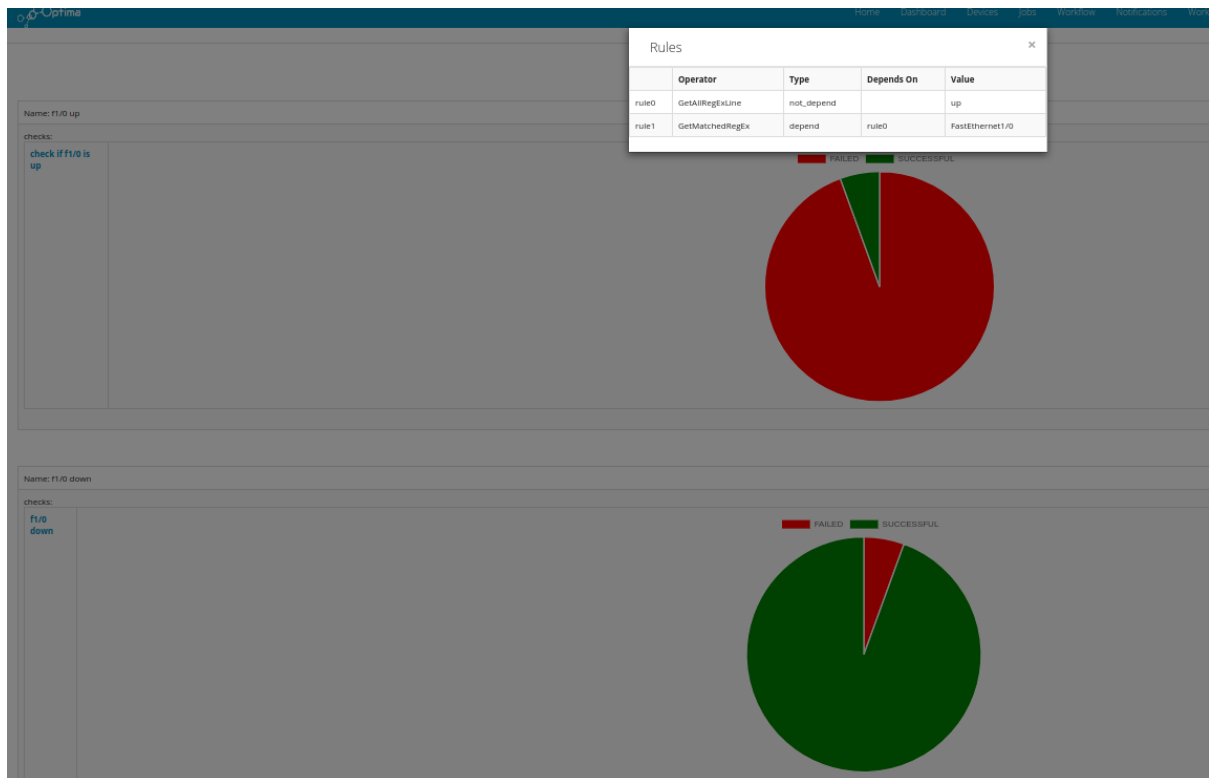 Optima
Home Dashboard Devices Jobs Workflow Notifications
Rules ×
Operator Type Depends On Value
rule0 GetAllRegExLine not_depend up
rule1 GetMatchedRegEx depend rule0 FastEthernet1/0
Name: f1/0 up
checks:
check if f1/0 is
up
FAILED SUCCESSFUL
Name: f1/0 down
checks:
f1/0
down
FAILED SUCCESSFUL